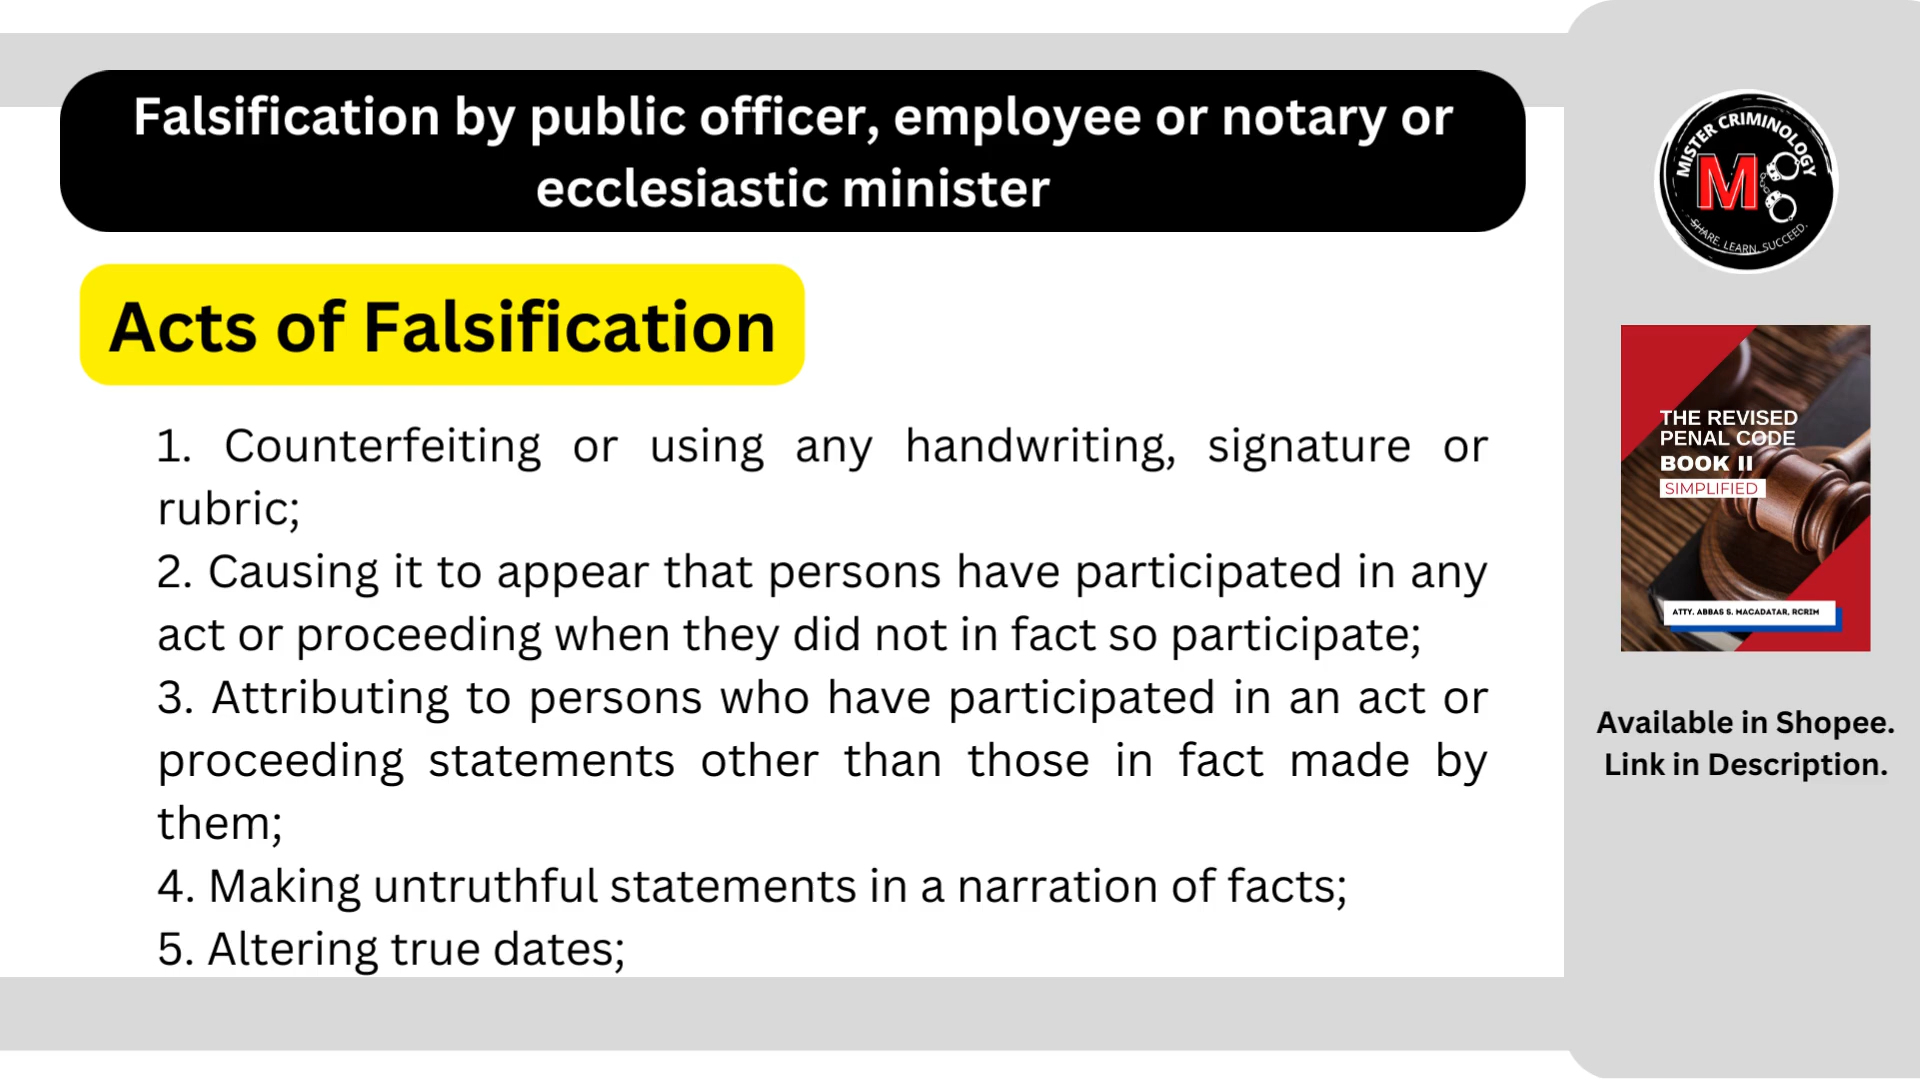 Falsification by public officer, employee or notary or
ecclesiastic minister
Acts of Falsification
1. Counterfeiting or using any handwriting, signature or
rubric;
2. Causing it to appear that persons have participated in any
act or proceeding when they did not in fact so participate;
3. Attributing to persons who have participated in an act or
proceeding statements other than those in fact made by
them;
4. Making untruthful statements in a narration of facts;
5. Altering true dates;
MISTER CRIMINOLOGY
M
SHARE. LEARN. SUCCEED.
THE REVISED
PENAL CODE
BOOK II
SIMPLIFIED
ATTY. ABBAS S. MACADATAR, RCRIM
Available in Shopee.
Link in Description.